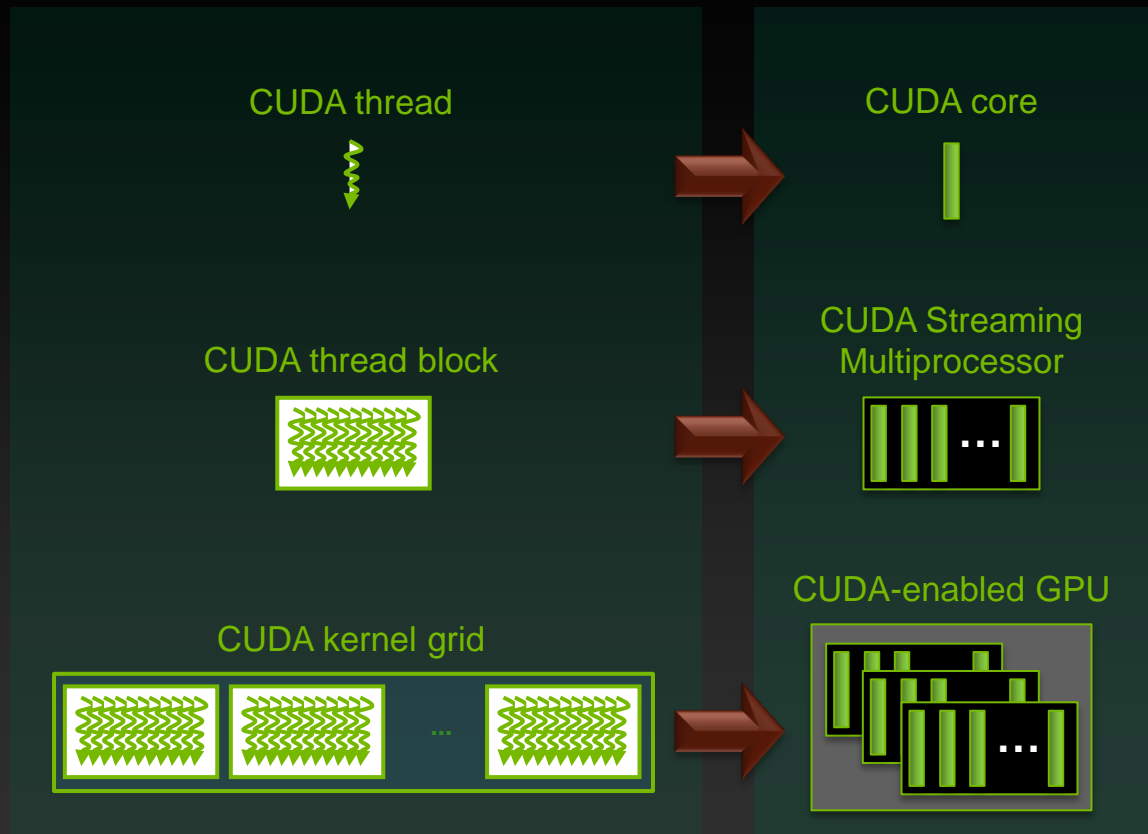 CUDA thread
CUDA core
CUDA thread block
CUDA Streaming
Multiprocessor
...
CUDA kernel grid
...
CUDA-enabled GPU
...